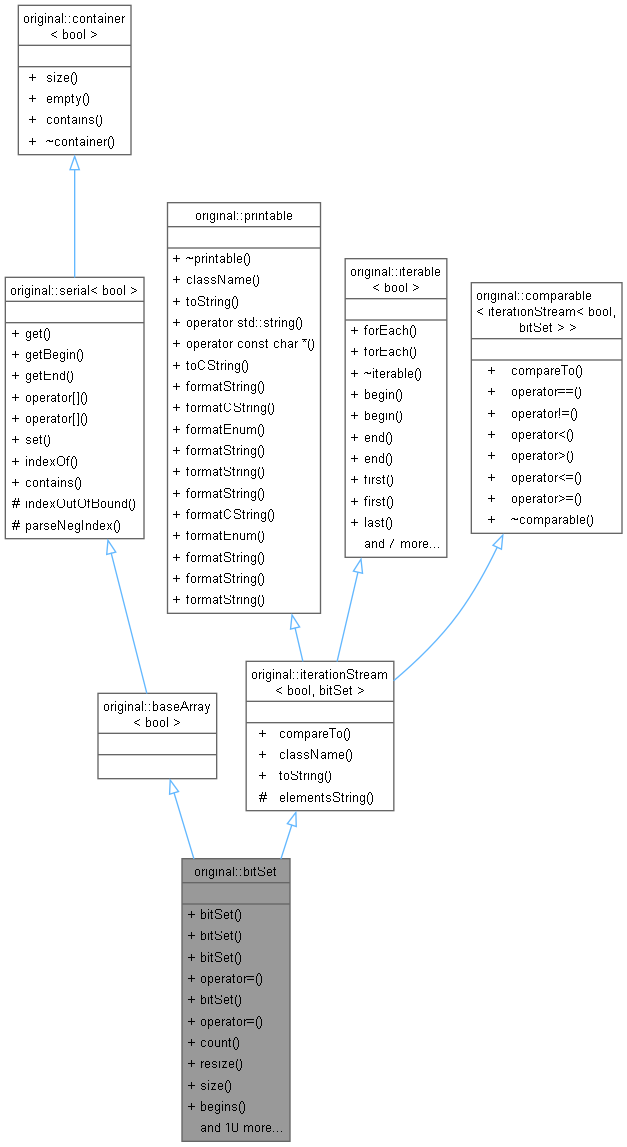 original::container
< bool >
+ size()
+ empty()
+ contains()
+ ~container()
original::serial< bool >
+ get()
+ getBegin()
+ getEnd()
+ operator[]()
+ operator[]()
+ set()
+ indexOf()
+ contains()
# indexOutOfBound()
# parseNegIndex()
original::printable
+ ~printable()
+ className()
+ toString()
+ operator std::string()
+ operator const char *()
+ toCString()
+ formatString()
+ formatCString()
+ formatEnum()
+ formatString()
+ formatString()
+ formatString()
+ formatCString()
+ formatEnum()
+ formatString()
+ formatString()
+ formatString()
original::iterable
< bool >
+ forEach()
+ forEach()
+ ~iterable()
+ begin()
+ begin()
+ end()
+ end()
+ first()
+ first()
+ last()
and 7 more...
original::comparable
< iterationStream< bool,
bitSet > >
+ compareTo()
+ operator==()
+ operator!=()
+ operator<()
+ operator>()
+ operator<=()
+ operator>=()
+ ~comparable()
original::baseArray
< bool >
original::iterationStream
< bool, bitSet >
+ compareTo()
+ className()
+ toString()
# elementsString()
original::bitSet
+ bitSet()
+ bitSet()
+ bitSet()
+ operator=()
+ bitSet()
+ operator=()
+ count()
+ resize()
+ size()
+ begins()
and 10 more...